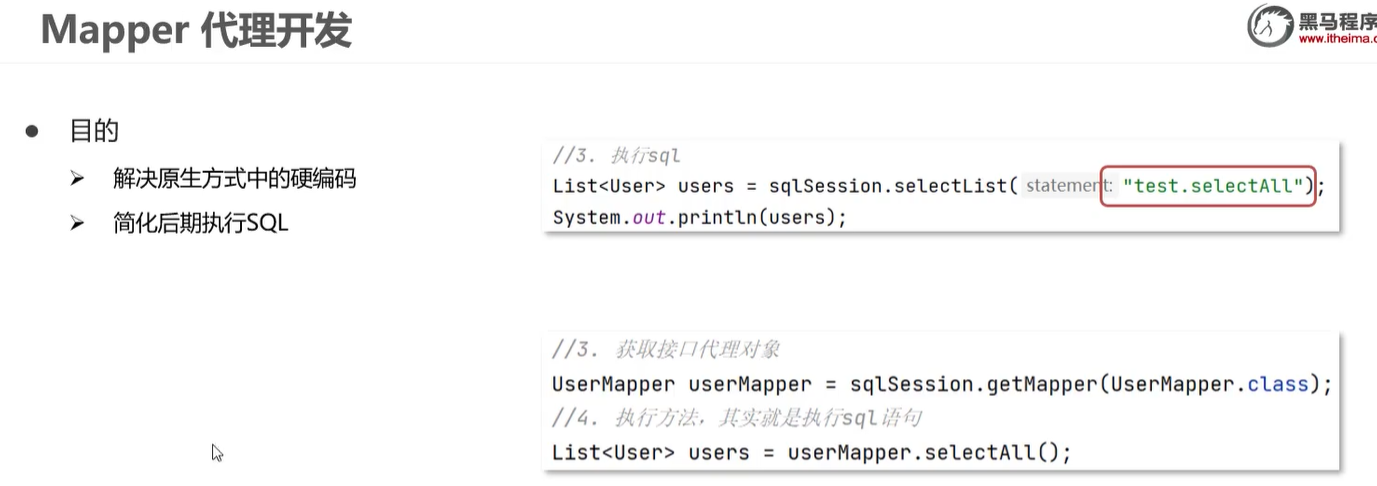 Mapper 代理开发
黑马程序
www.itheima.c
目的
解决原生方式中的硬编码
简化后期执行SQL
//3. 执行sql
List<User> users = sqlSession.selectList( statement: "test.selectAll");
System.out.println(users);
//3. 获取接口代理对象
UserMapper userMapper = sqlSession.getMapper(UserMapper.class);
//4. 执行方法，其实就是执行sql语句
List<User> users = userMapper.selectAll();